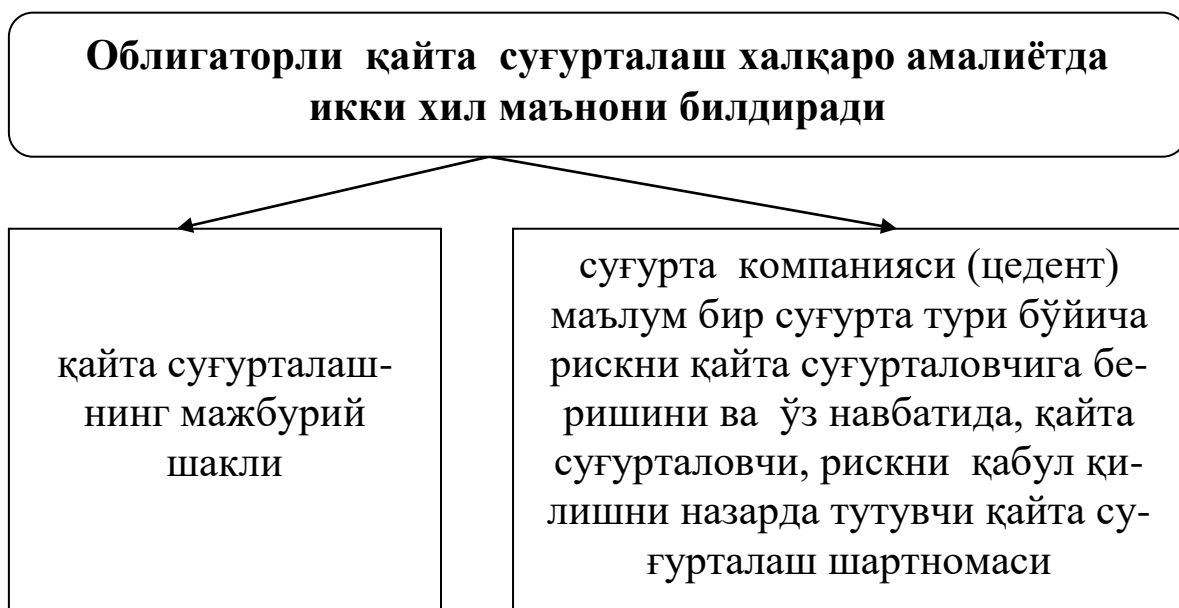 Облигаторли қайта суғурталаш халқаро амалиётда
икки хил маънони билдиради
қайта суғурталаш-
нинг мажбурий
шакли
суғурта компанияси (цедент)
маълум бир суғурта тури бўйича
рискни қайта суғурталовчига бе-
ришини ва ўз навбатида, қайта
суғурталовчи, рискни қабул қи-
лишни назарда тутувчи қайта су-
ғурталаш шартномаси